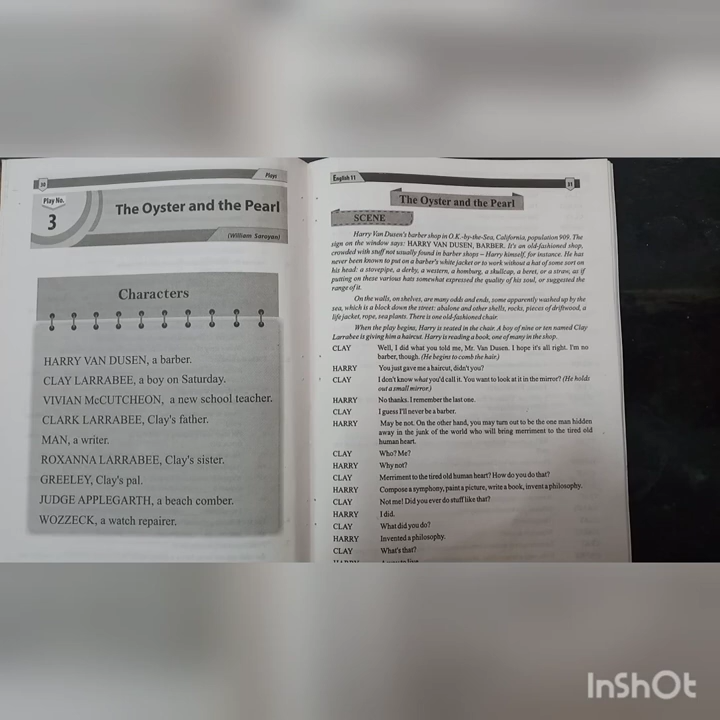 30
Plays
Play No.
3
The Oyster and the Pearl
(William Saroyan)
Characters
HARRY VAN DUSEN, a barber.
CLAY LARRABEE, a boy on Saturday.
VIVIAN McCUTCHEON, a new school teacher.
CLARK LARRABEE, Clay's father.
MAN, a writer.
ROXANNA LARRABEE, Clay's sister.
GREELEY, Clay's pal.
JUDGE APPLEGARTH, a beach comber.
WOZZECK, a watch repairer.
English 11
31
The Oyster and the Pearl
SCENE
Harry Van Dusen's barber shop in O.K.-by-the-Sea, California, population 909. The
sign on the window says: HARRY VAN DUSEN, BARBER. It's an old-fashioned shop,
crowded with stuff not usually found in barber shops – Harry himself, for instance. He has
never been known to put on a barber's white jacket or to work without a hat of some sort on
his head: a stovepipe, a derby, a western, a homburg, a skullcap, a beret, or a straw, as if
putting on these various hats somewhat expressed the quality of his soul, or suggested the
range of it.
On the walls, on shelves, are many odds and ends, some apparently washed up by the
sea, which is a block down the street: abalone and other shells, rocks, pieces of driftwood, a
life jacket, rope, sea plants. There is one old-fashioned chair.
When the play begins, Harry is seated in the chair. A boy of nine or ten named Clay
Larrabee is giving him a haircut. Harry is reading a book, one of many in the shop.
CLAY Well, I did what you told me, Mr. Van Dusen. I hope it's all right. I'm no
barber, though. (He begins to comb the hair.)
HARRY You just gave me a haircut, didn't you?
CLAY I don't know what you'd call it. You want to look at it in the mirror? (He holds
out a small mirror.)
HARRY No thanks. I remember the last one.
CLAY I guess I'll never be a barber.
HARRY May be not. On the other hand, you may turn out to be the one man hidden
away in the junk of the world who will bring merriment to the tired old
human heart.
CLAY Who? Me?
HARRY Why not?
CLAY Merriment to the tired old human heart? How do you do that?
HARRY Compose a symphony, paint a picture, write a book, invent a philosophy.
CLAY Not me! Did you ever do stuff like that?
HARRY I did.
CLAY What did you do?
HARRY Invented a philosophy.
CLAY What's that?
InShOt